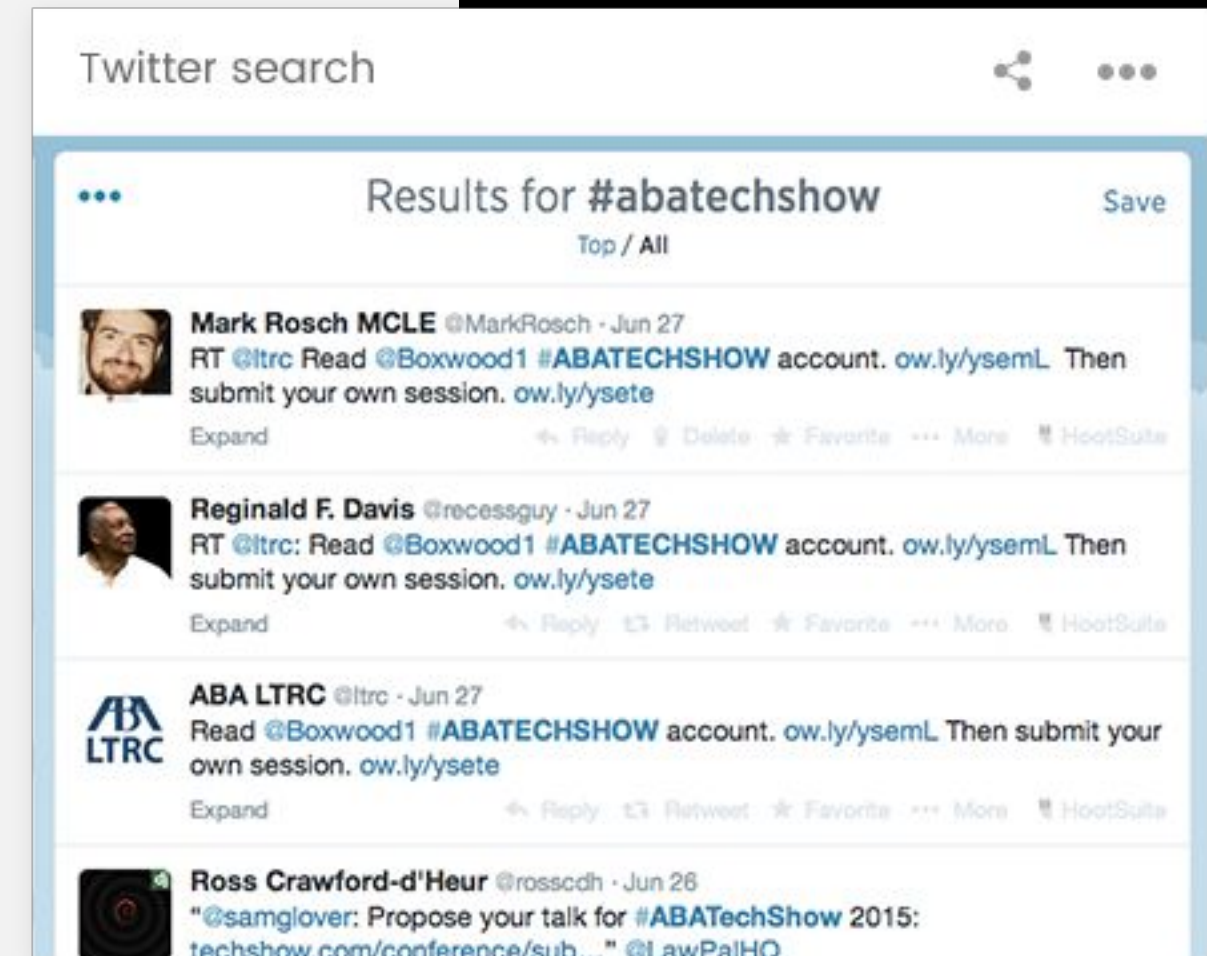 Twitter search
Results for #abatechshow
Save
Top / All
Mark Rosch MCLE @MarkRosch · Jun 27
RT @ltrc Read @Boxwood1 #ABATECHSHOW account. ow.ly/ysemL Then
submit your own session. ow.ly/ysete
Expand Reply Delete Favorite More HootSuite
Reginald F. Davis @recessguy · Jun 27
RT @ltrc: Read @Boxwood1 #ABATECHSHOW account. ow.ly/ysemL Then
submit your own session. ow.ly/ysete
Expand Reply Retweet Favorite More HootSuite
ABA
LTRC
ABA LTRC @ltrc · Jun 27
Read @Boxwood1 #ABATECHSHOW account. ow.ly/ysemL Then submit your
own session. ow.ly/ysete
Expand Reply Retweet Favorite More HootSuite
Ross Crawford-d'Heur @rosscdh · Jun 26
"@samglover: Propose your talk for #ABATechShow 2015:
techshow.com/conference/sub..." @LawPalHQ